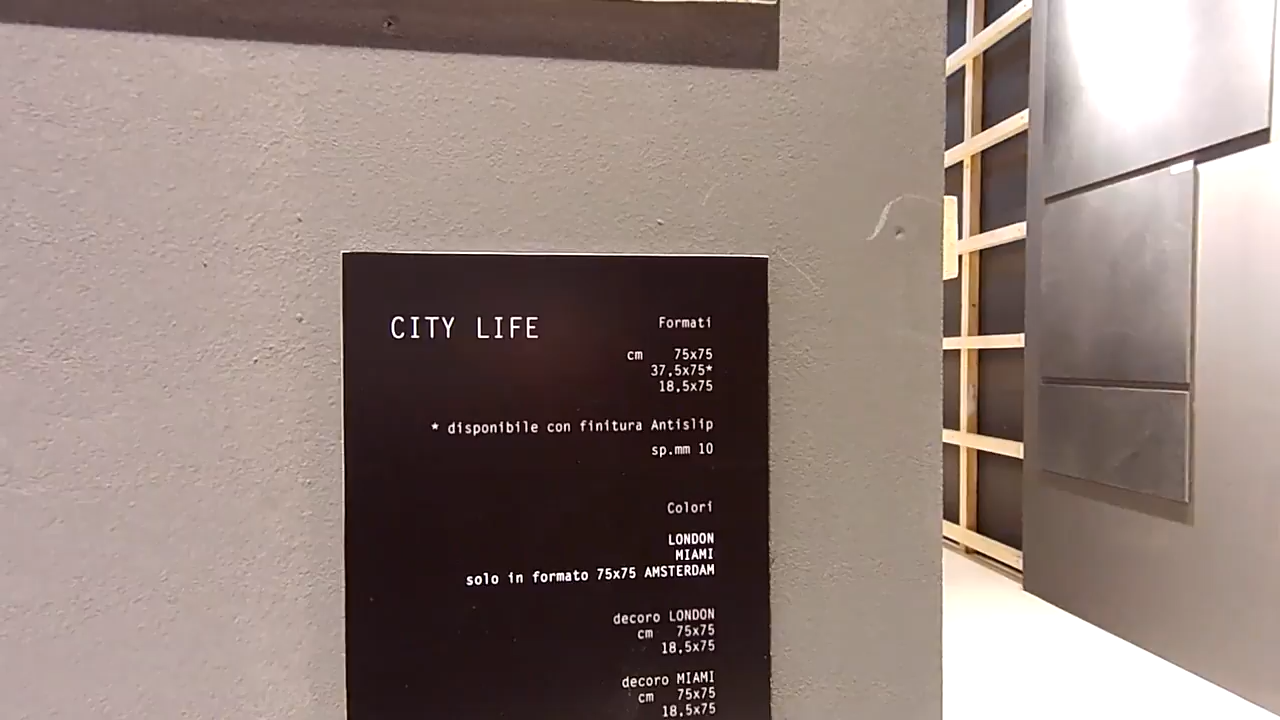 CITY LIFE
Formati
cm 75x75
37,5x75*
18,5x75
* disponibile con finitura Antislip
sp.mm 10
Colori
LONDON
MIAMI
solo in formato 75x75 AMSTERDAM
decoro LONDON
cm 75x75
18,5x75
decoro MIAMI
cm 75x75
18,5x75